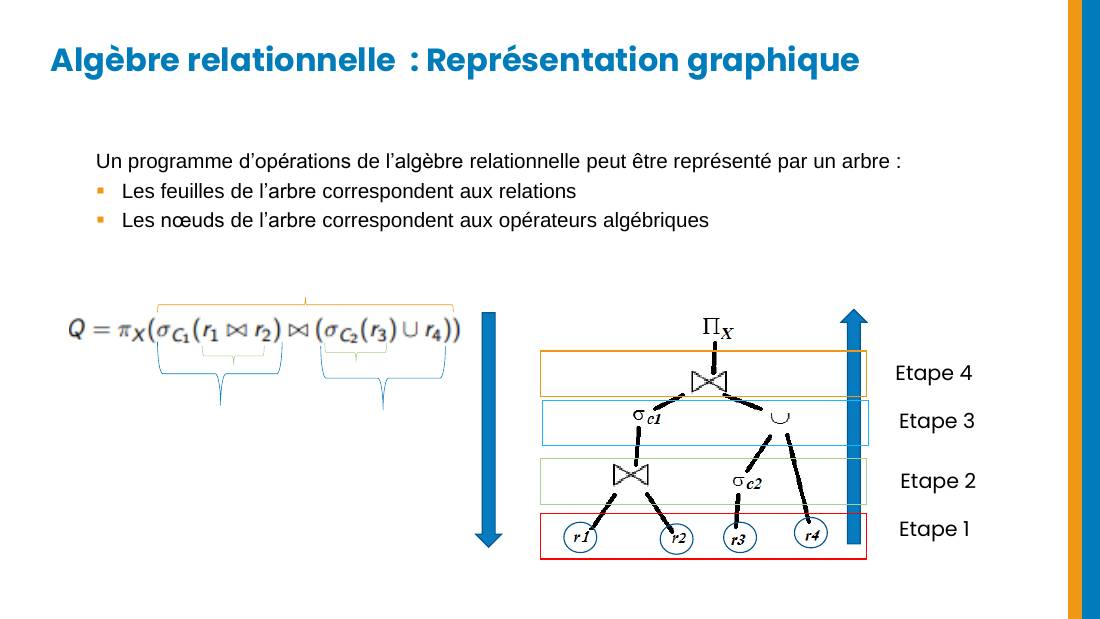 Algèbre relationnelle : Représentation graphique
Un programme d’opérations de l’algèbre relationnelle peut être représenté par un arbre :
▪ Les feuilles de l’arbre correspondent aux relations
▪ Les nœuds de l’arbre correspondent aux opérateurs algébriques
Q = π_X(σ_C₁(r₁ ⋈ r₂) ⋈ (σ_C₂(r₃) ∪ r₄))
Π_X
⋈ Etape 4
σ c1 ∪ Etape 3
⋈ σ c2 Etape 2
r1 r2 r3 r4 Etape 1